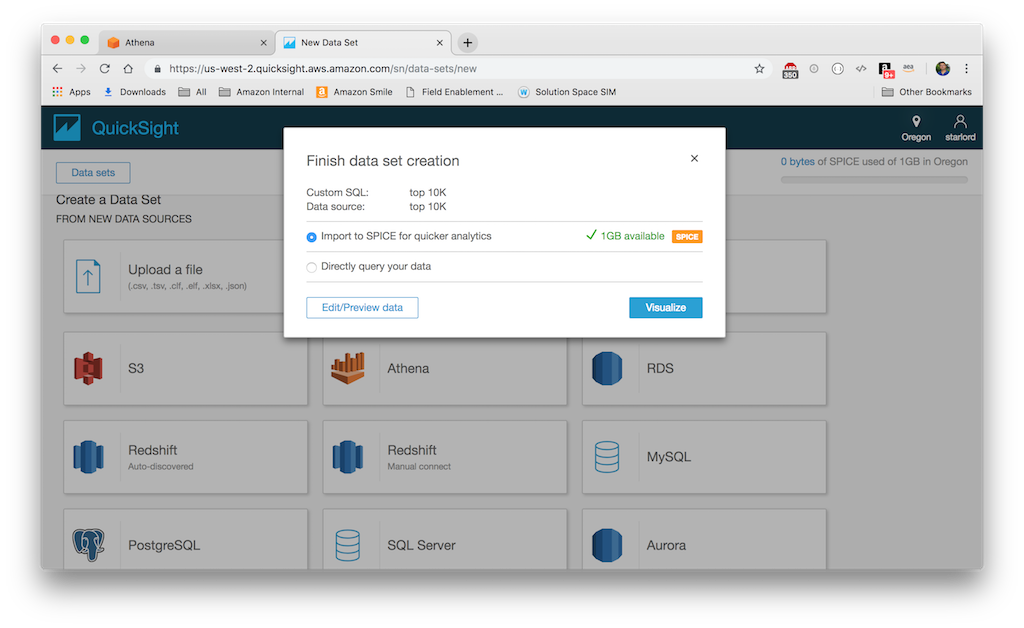 Athena
New Data Set
https://us-west-2.quicksight.aws.amazon.com/sn/data-sets/new
350
9+
Apps
Downloads
All
Amazon Internal
Amazon Smile
Field Enablement ...
Solution Space SIM
Other Bookmarks
QuickSight
Oregon
starlord
Data sets
0 bytes of SPICE used of 1GB in Oregon
Create a Data Set
FROM NEW DATA SOURCES
Finish data set creation
Custom SQL: top 10K
Data source: top 10K
Import to SPICE for quicker analytics 1GB available SPICE
Directly query your data
Edit/Preview data Visualize
Upload a file
(.csv, .tsv, .clf, .elf, .xlsx, .json)
S3
Athena
RDS
Redshift
Auto-discovered
Redshift
Manual connect
MySQL
PostgreSQL
SQL Server
Aurora